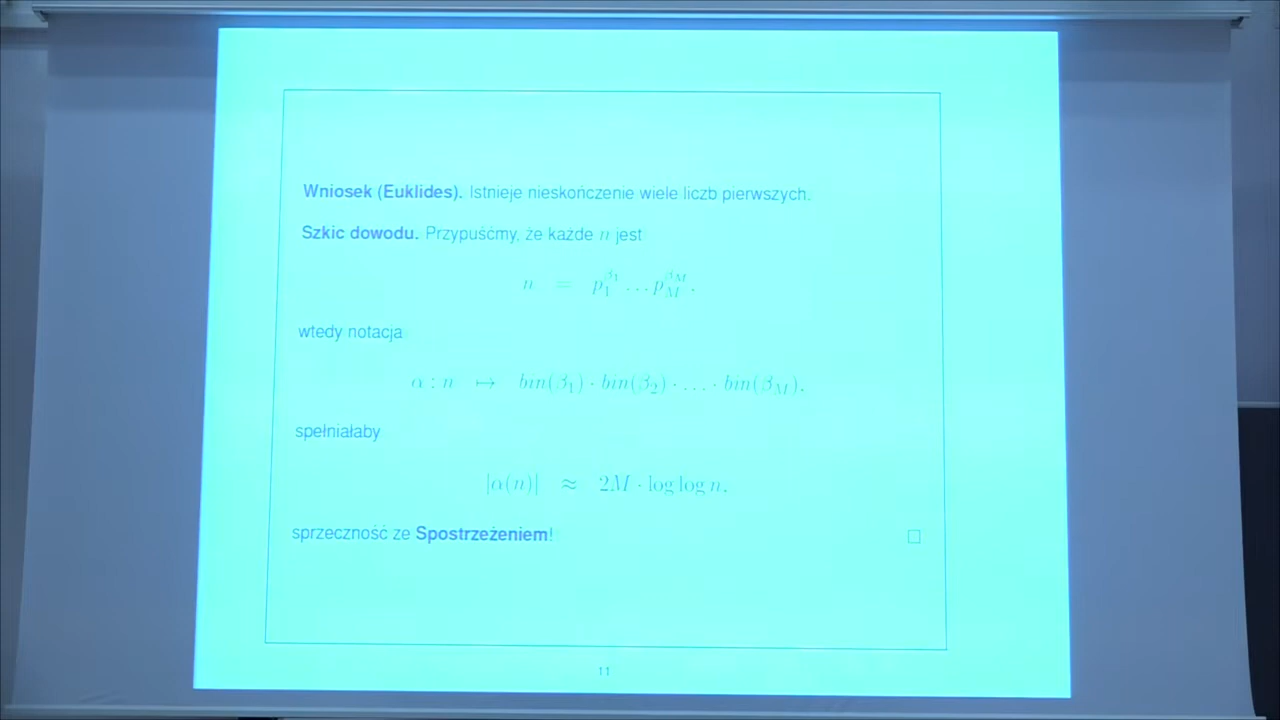 Wniosek (Euklides). Istnieje nieskończenie wiele liczb pierwszych.
Szkic dowodu. Przypuśćmy, że każde n jest
n = p_1^{β_1} … p_M^{β_M}.
wtedy notacja
α : n ↦ bin(β_1) · bin(β_2) · … · bin(β_M).
spełniałaby
|α(n)| ≈ 2M · log log n.
sprzeczność ze Spostrzeżeniem! □
11